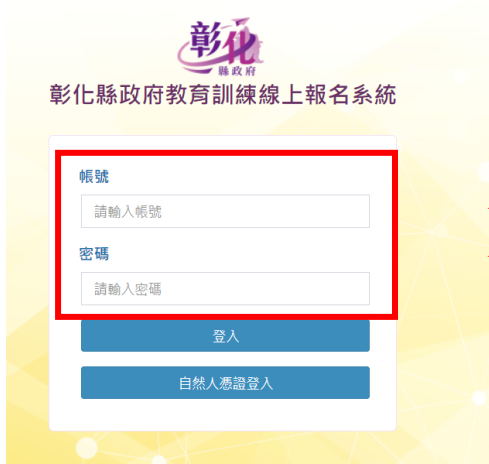 彰化
縣政府
彰化縣政府教育訓練線上報名系統
帳號
請輸入帳號
密碼
請輸入密碼
登入
自然人憑證登入